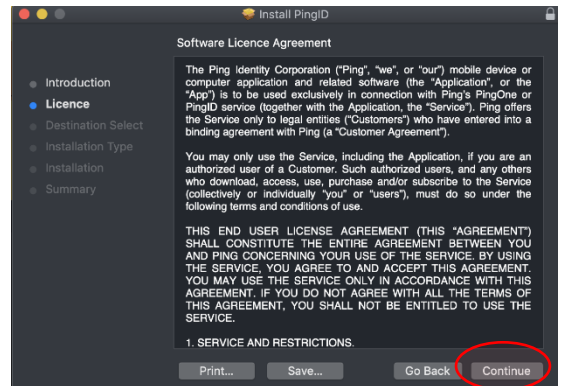 Install PingID
Software Licence Agreement
Introduction
Licence
Destination Select
Installation Type
Installation
Summary
The Ping Identity Corporation ("Ping", "we", or "our") mobile device or
computer application and related software (the "Application", or the
"App") is to be used exclusively in connection with Ping's PingOne or
PingID service (together with the Application, the "Service"). Ping offers
the Service only to legal entities ("Customers") who have entered into a
binding agreement with Ping (a "Customer Agreement").
You may only use the Service, including the Application, if you are an
authorized user of a Customer. Such authorized users, and any others
who download, access, use, purchase and/or subscribe to the Service
(collectively or individually "you" or "users"), must do so under the
following terms and conditions of use.
THIS END USER LICENSE AGREEMENT (THIS "AGREEMENT")
SHALL CONSTITUTE THE ENTIRE AGREEMENT BETWEEN YOU
AND PING CONCERNING YOUR USE OF THE SERVICE. BY USING
THE SERVICE, YOU AGREE TO AND ACCEPT THIS AGREEMENT.
YOU MAY USE THE SERVICE ONLY IN ACCORDANCE WITH THIS
AGREEMENT. IF YOU DO NOT AGREE WITH ALL THE TERMS OF
THIS AGREEMENT, YOU SHALL NOT BE ENTITLED TO USE THE
SERVICE.
1. SERVICE AND RESTRICTIONS.
Print... Save... Go Back Continue